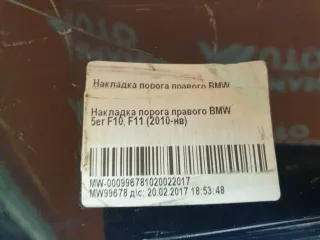 Накладка порога правого BMW
Накладка порога правого BMW
5er F10, F11 (2010-нв)
MW-000996781020022017
MW99678 д/с: 20.02.2017 18:53:48